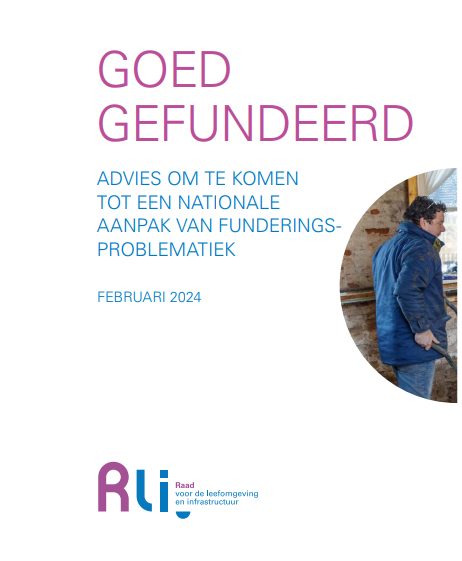 GOED
GEFUNDEERD
ADVIES OM TE KOMEN
TOT EEN NATIONALE
AANPAK VAN FUNDERINGS-
PROBLEMATIEK
FEBRUARI 2024
Rli
Raad
voor de leefomgeving
en infrastructuur